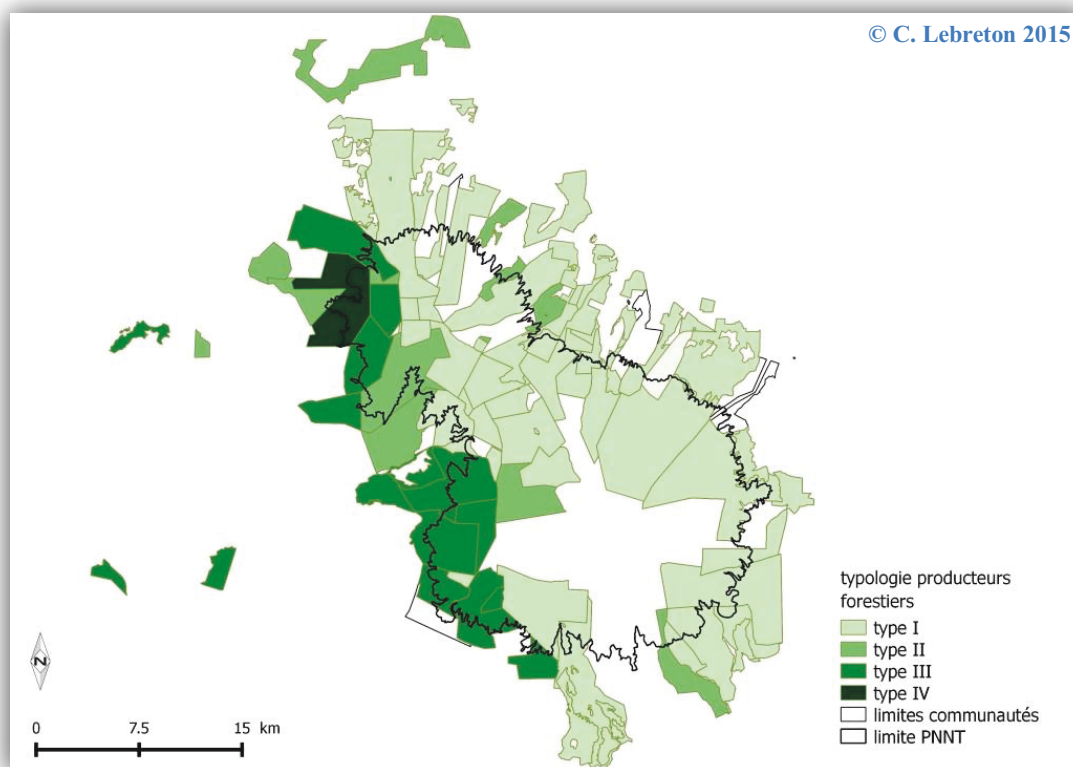 © C. Lebreton 2015
typologie producteurs
forestiers
type I
type II
type III
type IV
limites communautés
limite PNNT
N
0 7.5 15 km